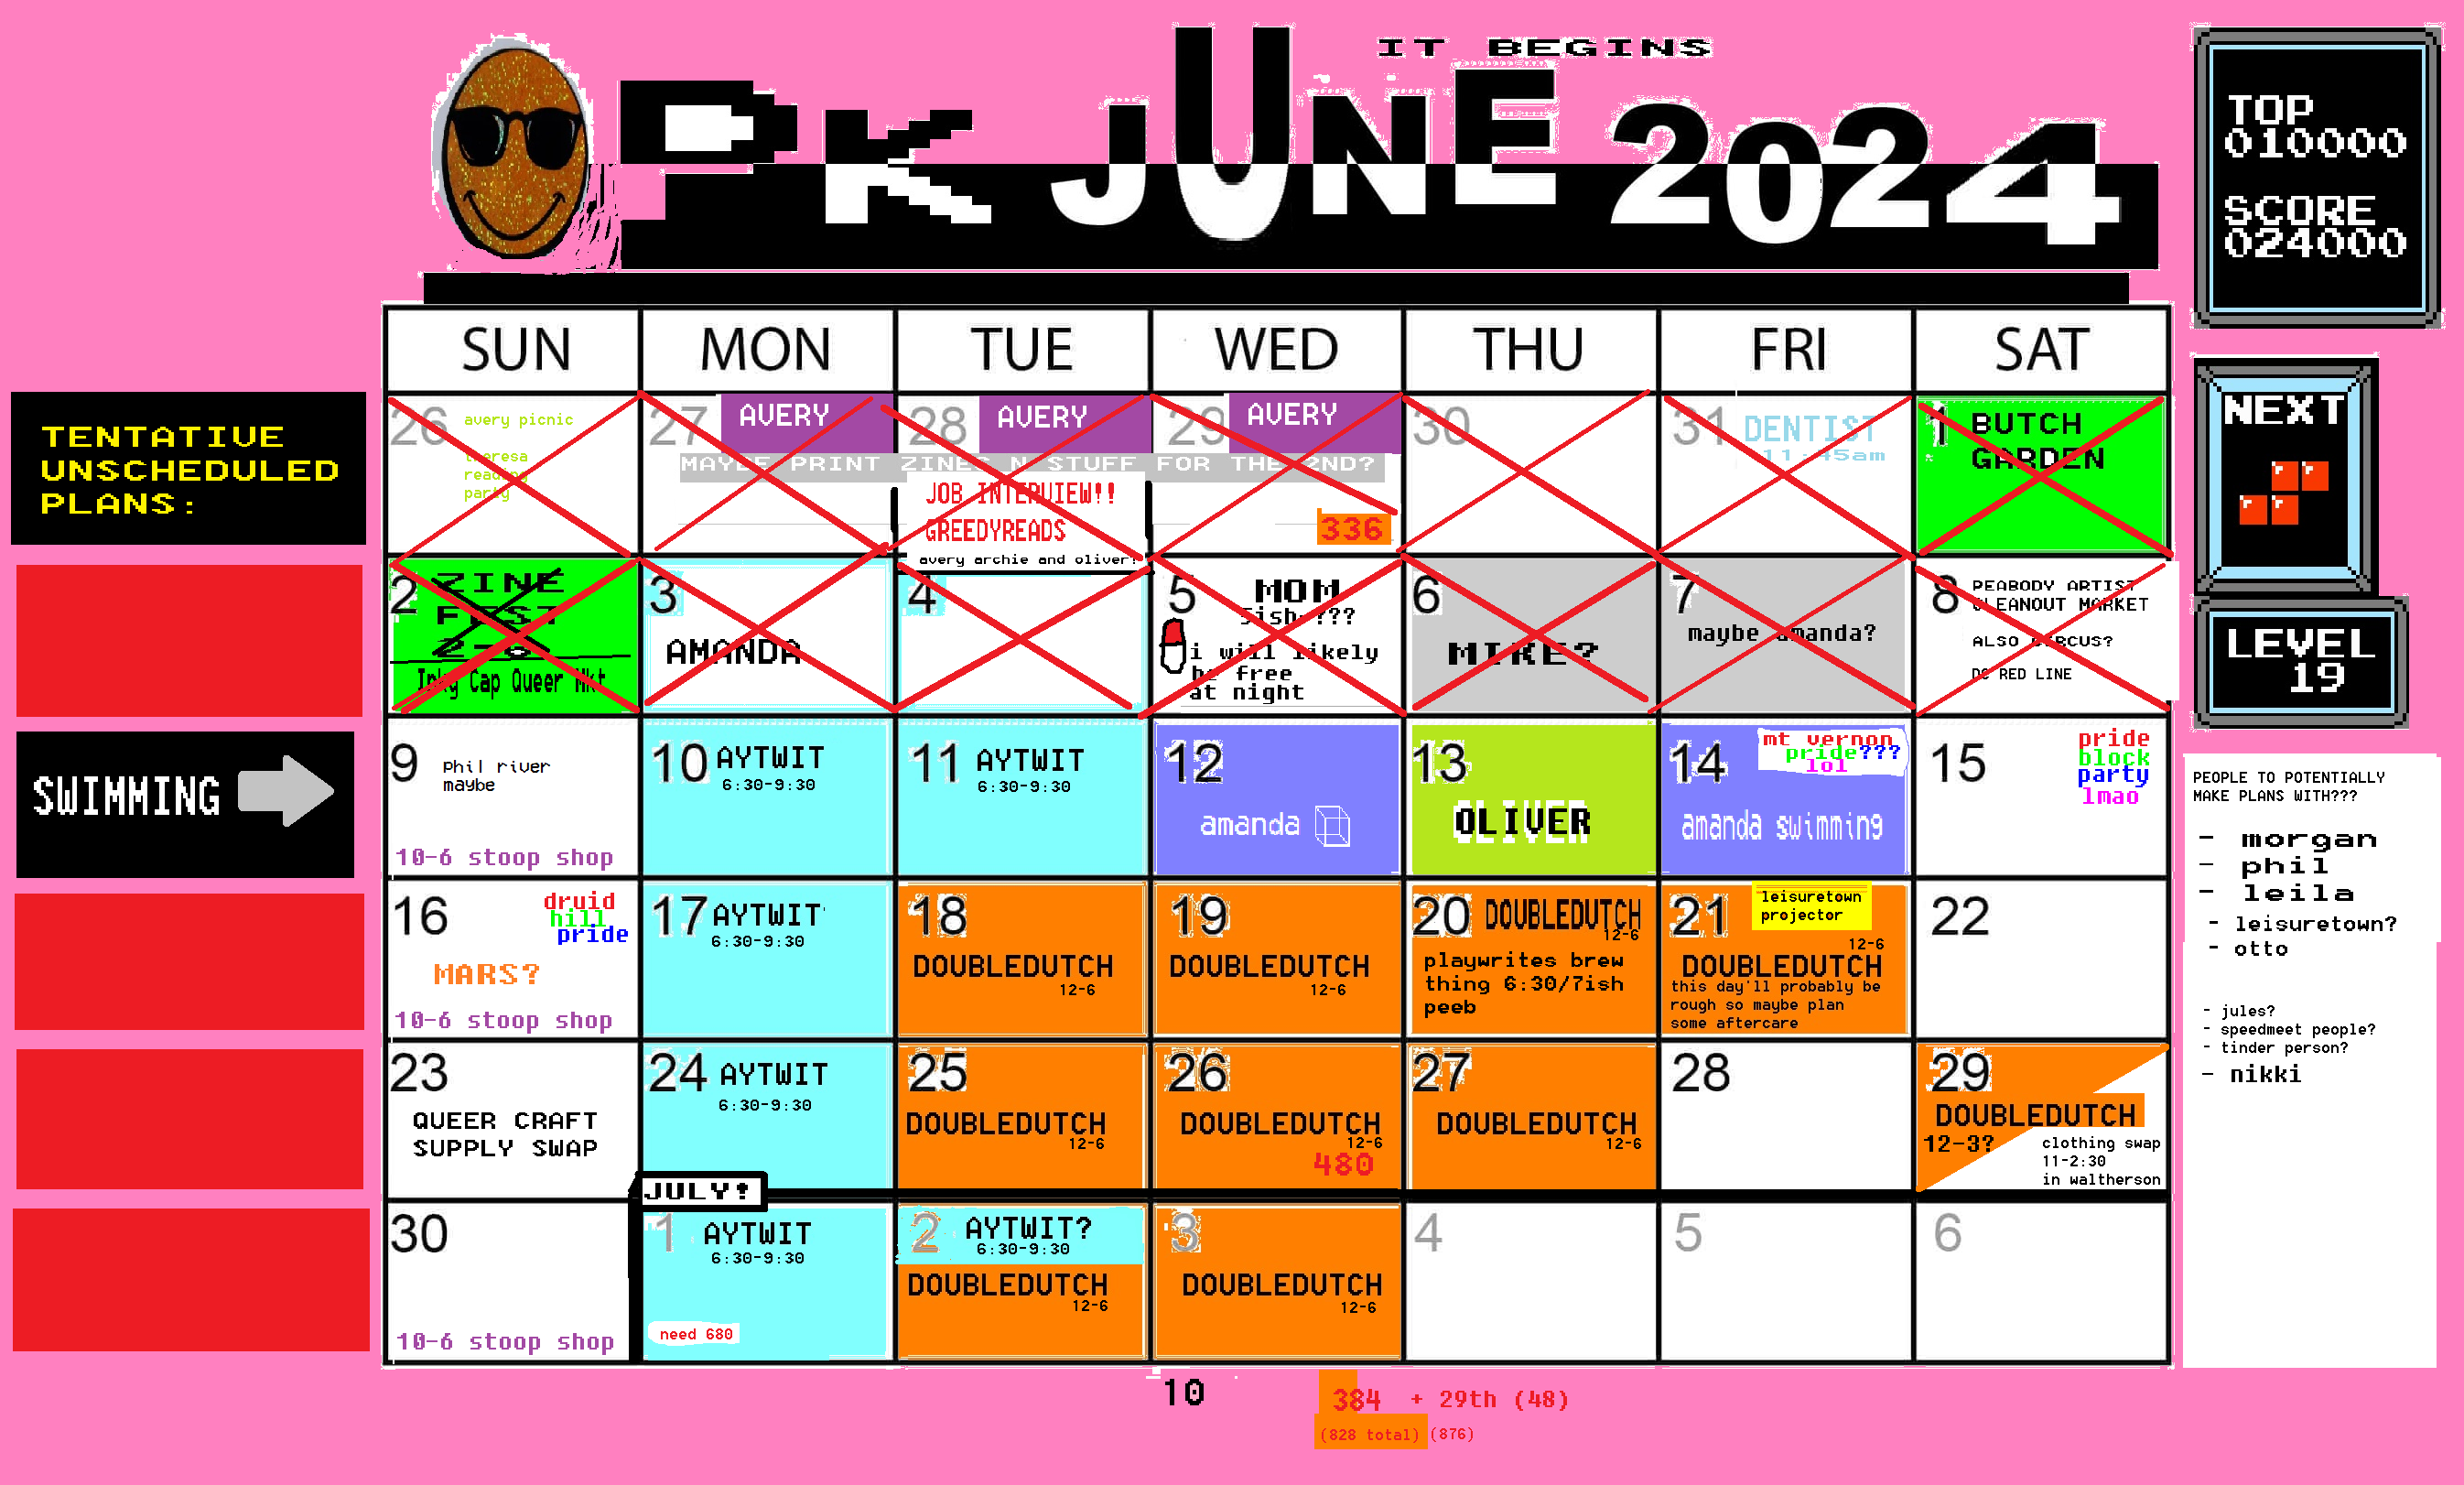 IT BEGINS
PK JUNE 2024
TOP
010000
SCORE
024000
SUN MON TUE WED THU FRI SAT
NEXT
LEVEL
19
TENTATIVE
UNSCHEDULED
PLANS:
SWIMMING
26 avery picnic
theresa
reading
party
27 AVERY
28 AVERY
29 AVERY
MAYBE PRINT ZINES N STUFF FOR THE 2ND?
JOB INTERVIEW!!
GREEDYREADS
avery archie and oliver!
336
30
31 DENTIST
11:45am
1 BUTCH
GARDEN
2 ZINE
FEST
2-8
Cap Queer Mkt
3
AMANDA
4
5 MOM
5ish ???
i will likely
be free
at night
6
MIKE?
7
maybe amanda?
8 PEABODY ARTIST
CLEANOUT MARKET
ALSO CIRCUS?
DC RED LINE
9 Phil river
maybe
10-6 stoop shop
10 AYTWIT
6:30-9:30
11 AYTWIT
6:30-9:30
12
amanda
13
OLIVER
14 mt vernon
pride???
lol
amanda swimming
15 pride
block
party
lmao
16 druid
hill
pride
MARS?
10-6 stoop shop
17 AYTWIT
6:30-9:30
18
DOUBLEDUTCH
12-6
19
DOUBLEDUTCH
12-6
20 DOUBLEDUTCH
12-6
playwrites brew
thing 6:30/7ish
peeb
21 leisuretown
projector
12-6
DOUBLEDUTCH
this day'll probably be
rough so maybe plan
some aftercare
22
23
QUEER CRAFT
SUPPLY SWAP
24 AYTWIT
6:30-9:30
25
DOUBLEDUTCH
12-6
26
DOUBLEDUTCH
12-6
480
27
DOUBLEDUTCH
12-6
28
29
DOUBLEDUTCH
12-3?
clothing swap
11-2:30
in waltherson
JULY!
30
10-6 stoop shop
1 AYTWIT
6:30-9:30
need 680
2 AYTWIT?
6:30-9:30
DOUBLEDUTCH
12-6
3
DOUBLEDUTCH
12-6
4
5
6
PEOPLE TO POTENTIALLY
MAKE PLANS WITH???
- morgan
- phil
- leila
- leisuretown?
- otto
- jules?
- speedmeet people?
- tinder person?
- nikki
10
384 + 29th (48)
(828 total) (876)